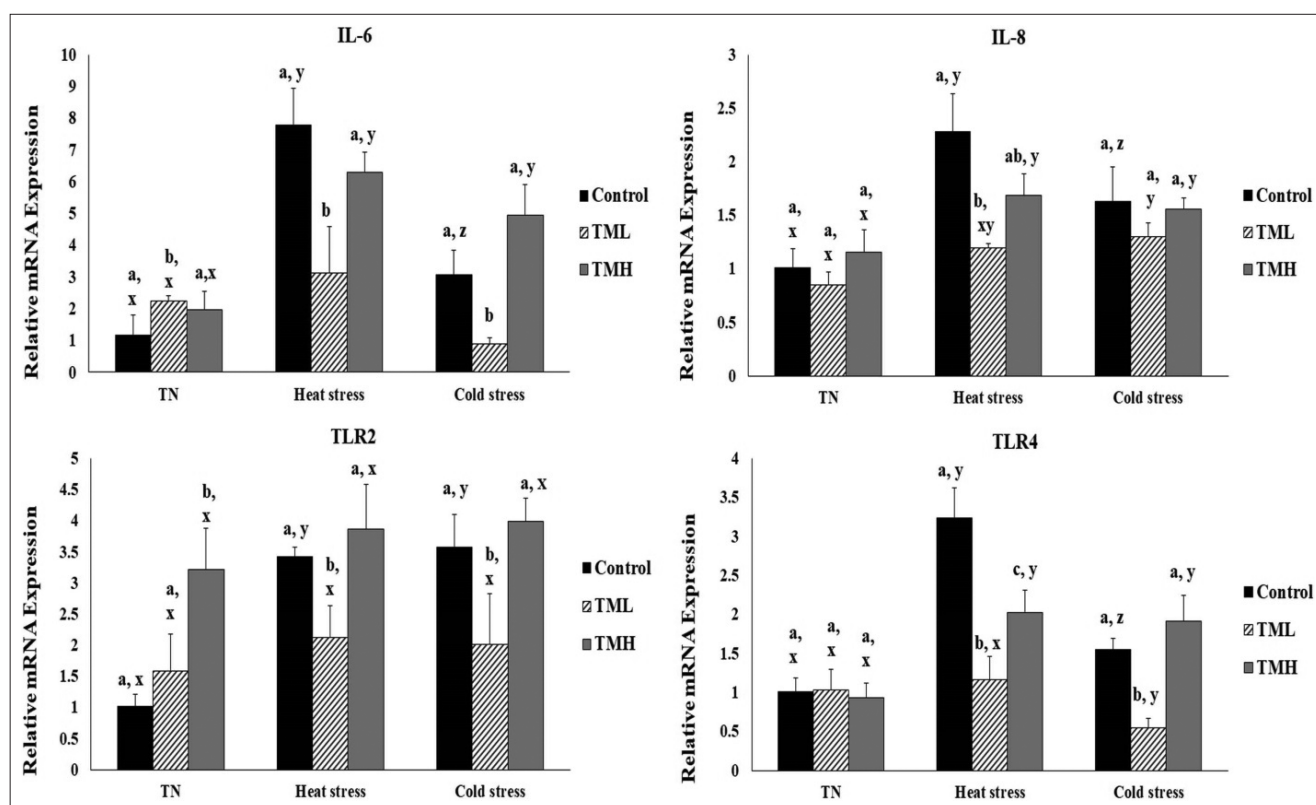 IL-6
Relative mRNA Expression
10
9
8
7
6
5
4
3
2
1
0
a,
x
b,
x
a,x
a, y
b
a, y
a, z
b
a, y
TN
Heat stress
Cold stress
Control
TML
TMH
IL-8
Relative mRNA Expression
3
2.5
2
1.5
1
0.5
0
a,
x
a,
x
a,
x
a, y
b,
xy
ab, y
a, z
a,
y
a, y
TN
Heat stress
Cold stress
Control
TML
TMH
TLR2
Relative mRNA Expression
5
4.5
4
3.5
3
2.5
2
1.5
1
0.5
0
a, x
a,
x
b,
x
a, y
b,
x
a, x
a, y
b,
x
a, x
TN
Heat stress
Cold stress
Control
TML
TMH
TLR4
Relative mRNA Expression
4
3.5
3
2.5
2
1.5
1
0.5
0
a,
x
a,
x
a,
x
a, y
b, x
c, y
a, z
b, y
a, y
TN
Heat stress
Cold stress
Control
TML
TMH